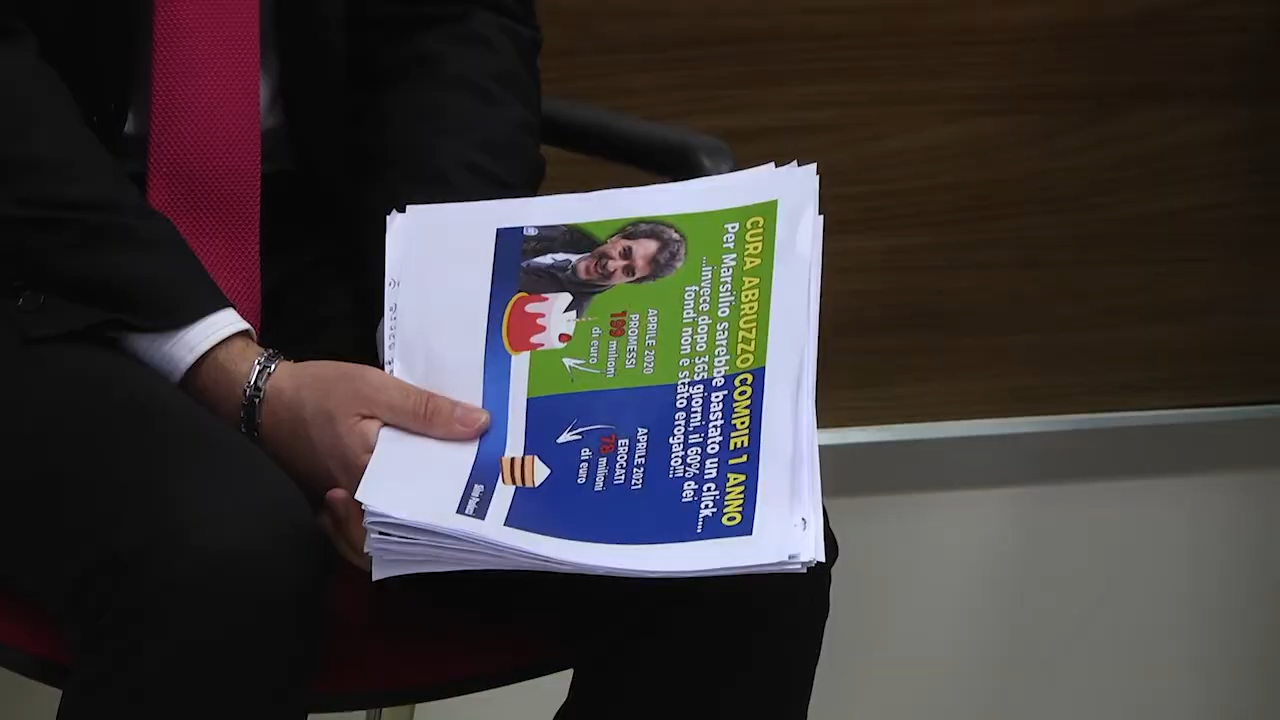 CURA ABRUZZO COMPIE 1 ANNO
Per Marsilio sarebbe bastato un click....
...invece dopo 365 giorni, il 60% dei
fondi non è stato erogato!!!
APRILE 2020
PROMESSI
199 milioni
di euro
APRILE 2021
EROGATI
78 milioni
di euro